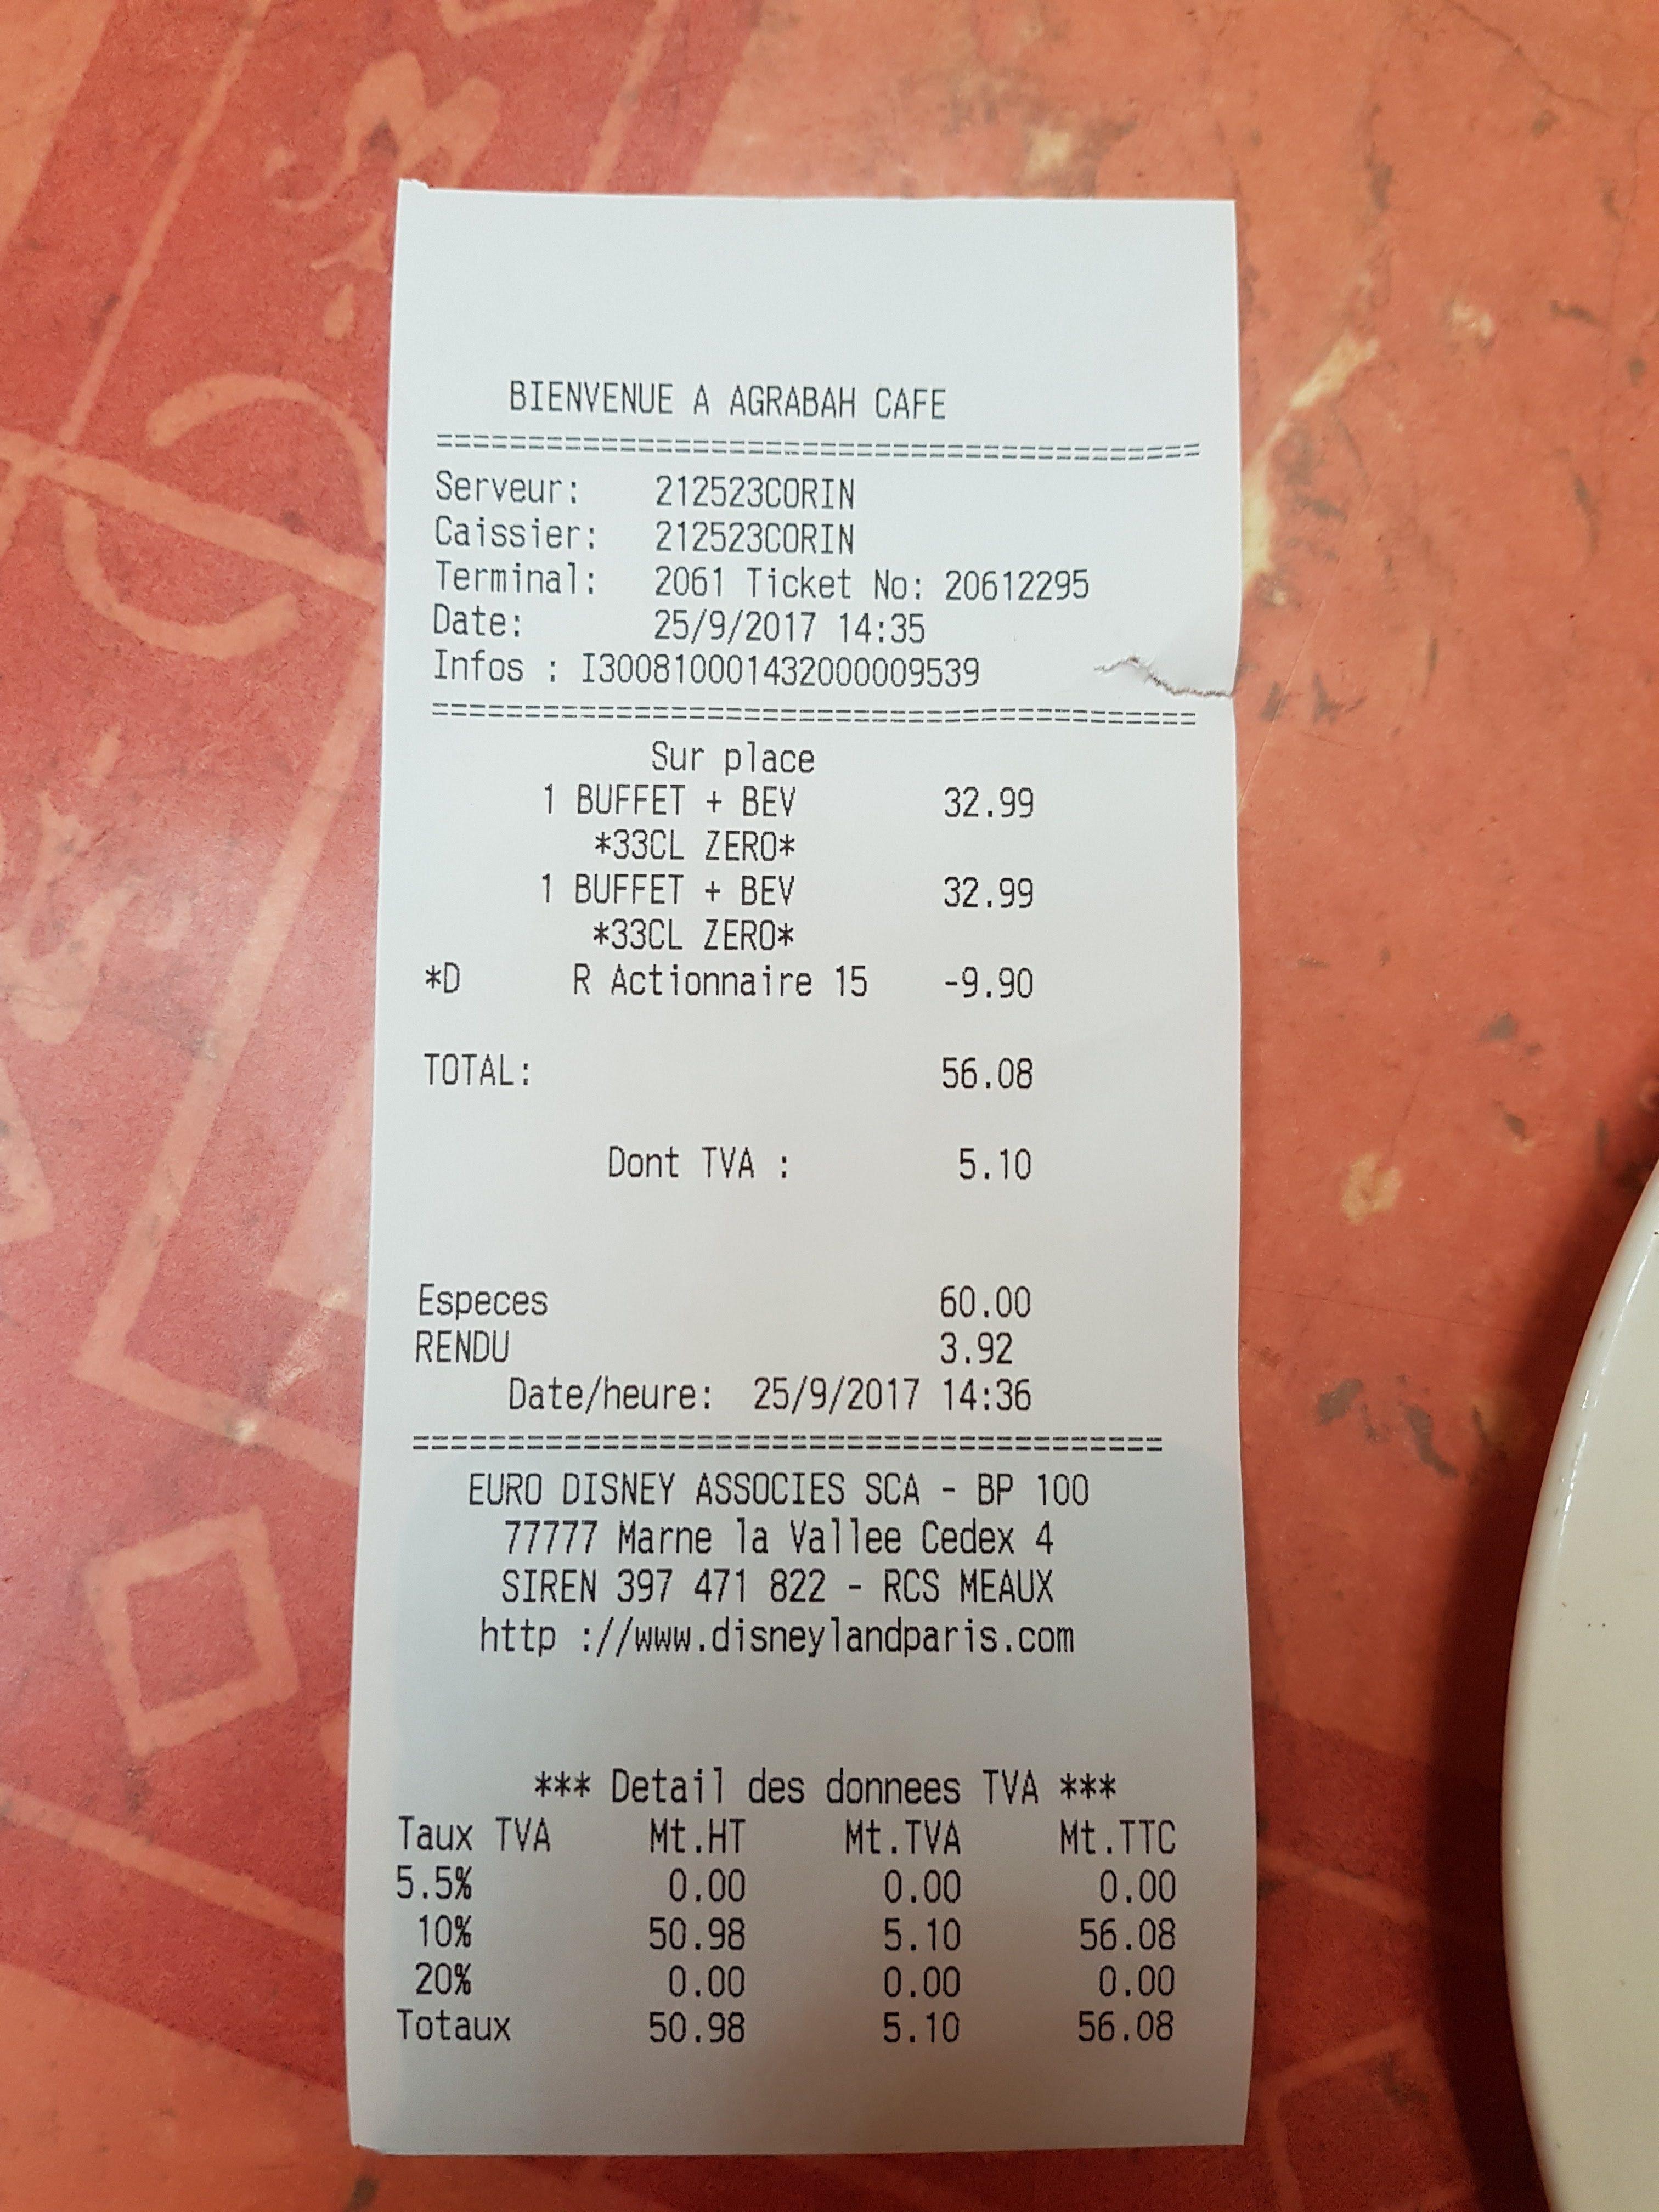 BIENVENUE A AGRABAH CAFE
==========================================
Serveur: 212523CORIN
Caissier: 212523CORIN
Terminal: 2061 Ticket No: 20612295
Date: 25/9/2017 14:35
Infos : I300810001432000009539
==========================================
Sur place
1 BUFFET + BEV 32.99
*33CL ZERO*
1 BUFFET + BEV 32.99
*33CL ZERO*
*D R Actionnaire 15 -9.90
TOTAL: 56.08
Dont TVA : 5.10
Especes 60.00
RENDU 3.92
Date/heure: 25/9/2017 14:36
==========================================
EURO DISNEY ASSOCIES SCA - BP 100
77777 Marne la Vallee Cedex 4
SIREN 397 471 822 - RCS MEAUX
http ://www.disneylandparis.com
*** Detail des donnees TVA ***
Taux TVA Mt.HT Mt.TVA Mt.TTC
5.5% 0.00 0.00 0.00
10% 50.98 5.10 56.08
20% 0.00 0.00 0.00
Totaux 50.98 5.10 56.08